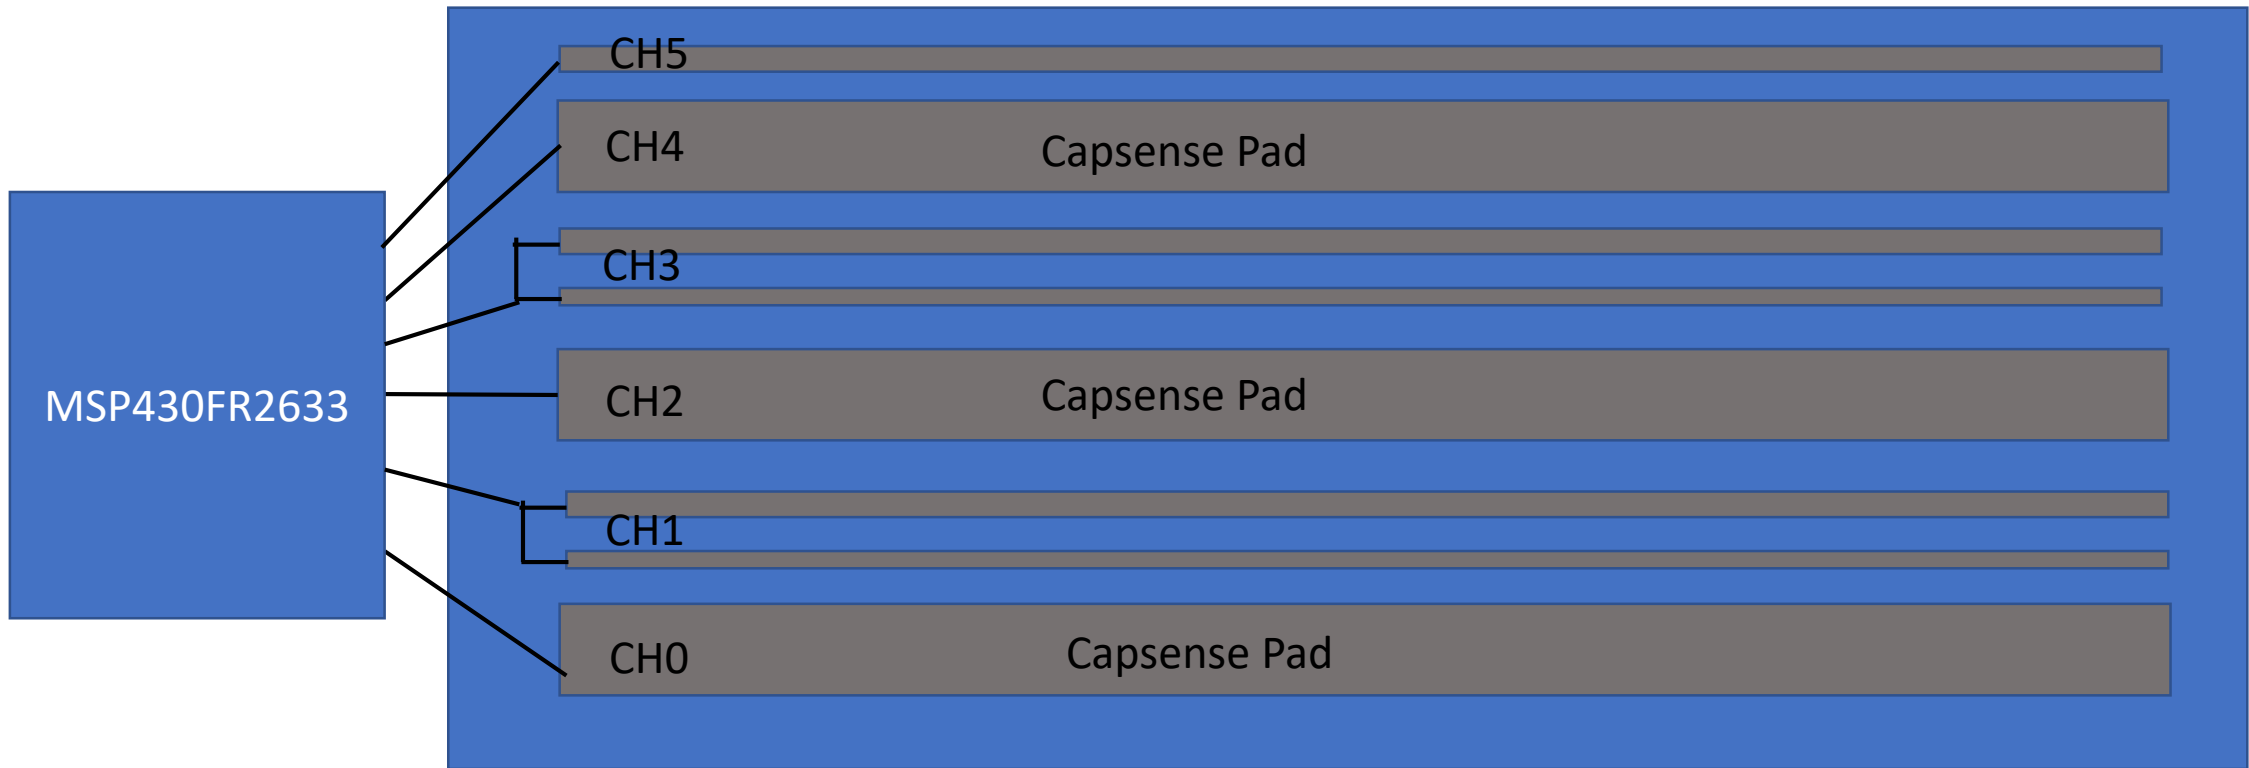 CH5
CH4
Capsense Pad
CH3
MSP430FR2633
CH2
Capsense Pad
CH1
CH0
Capsense Pad